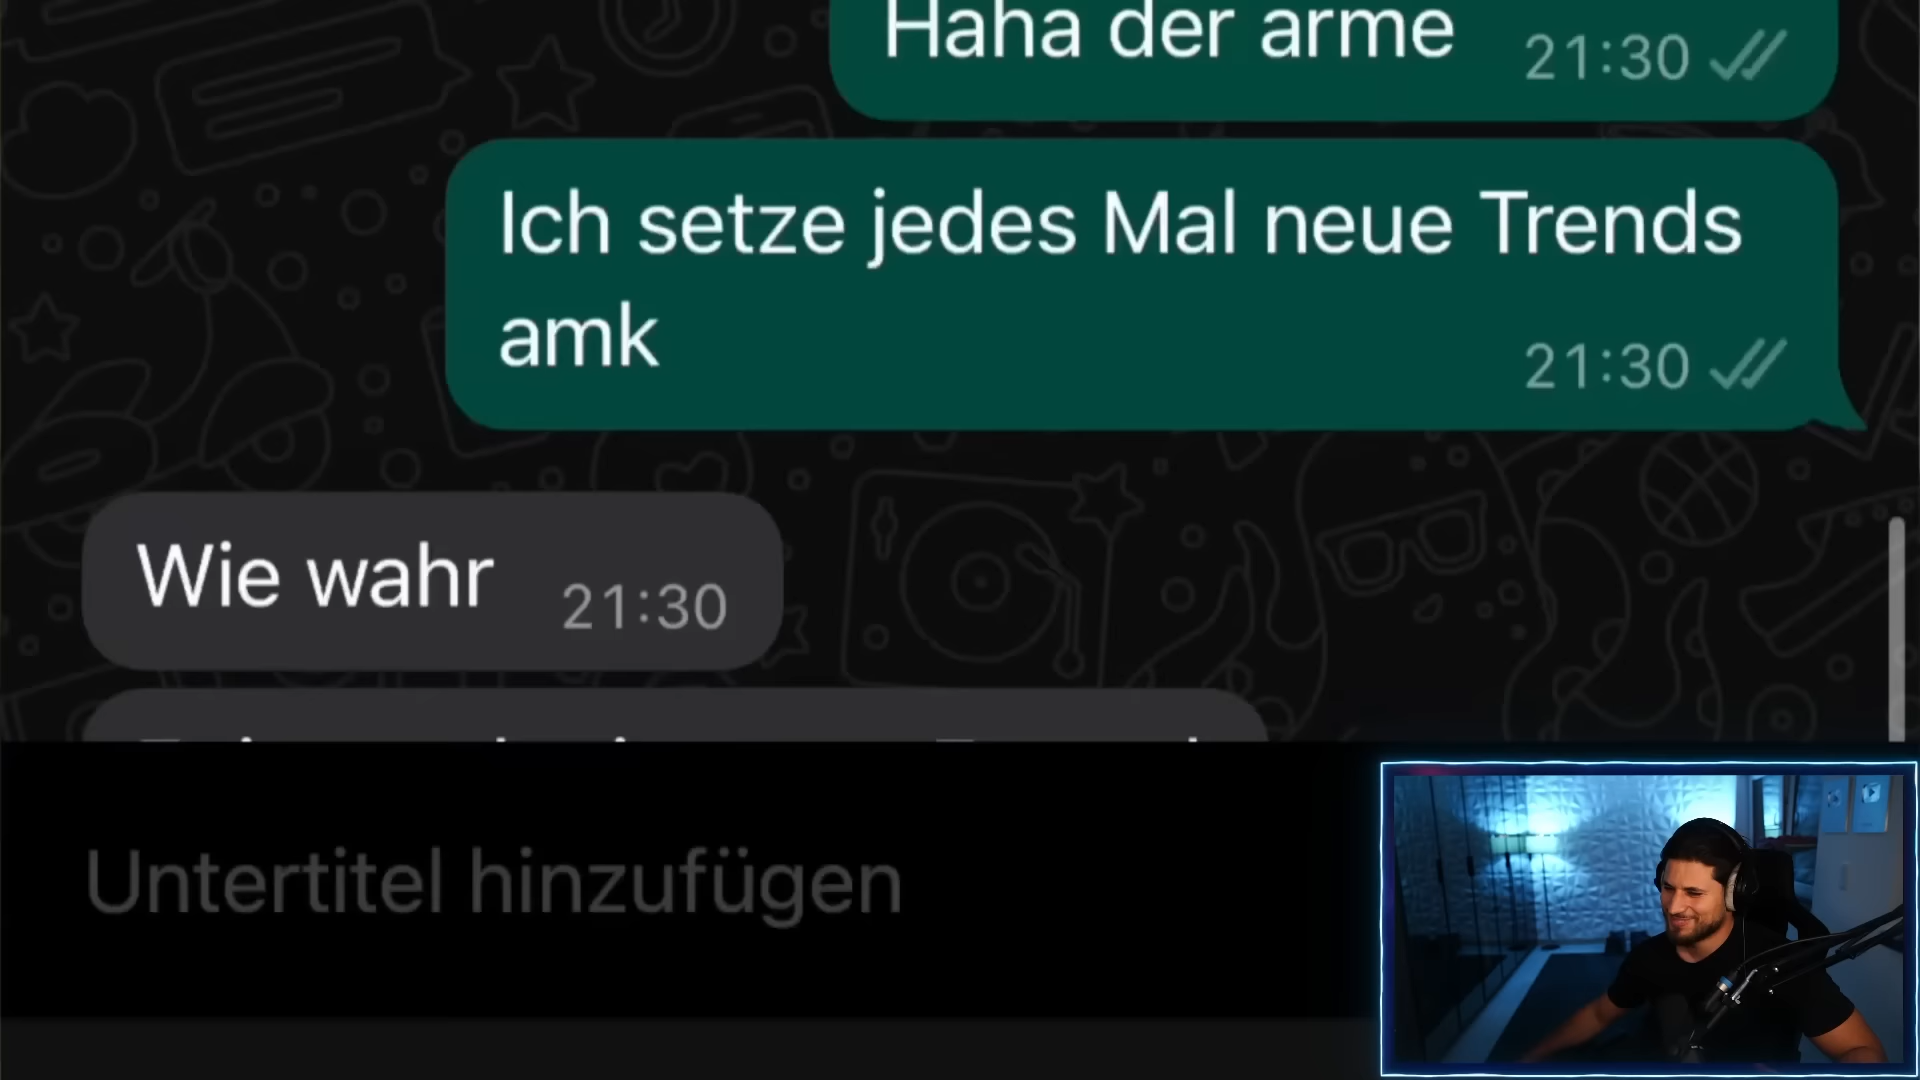 Haha der arme
21:30
Ich setze jedes Mal neue Trends
amk
21:30
Wie wahr
21:30
Untertitel hinzufügen